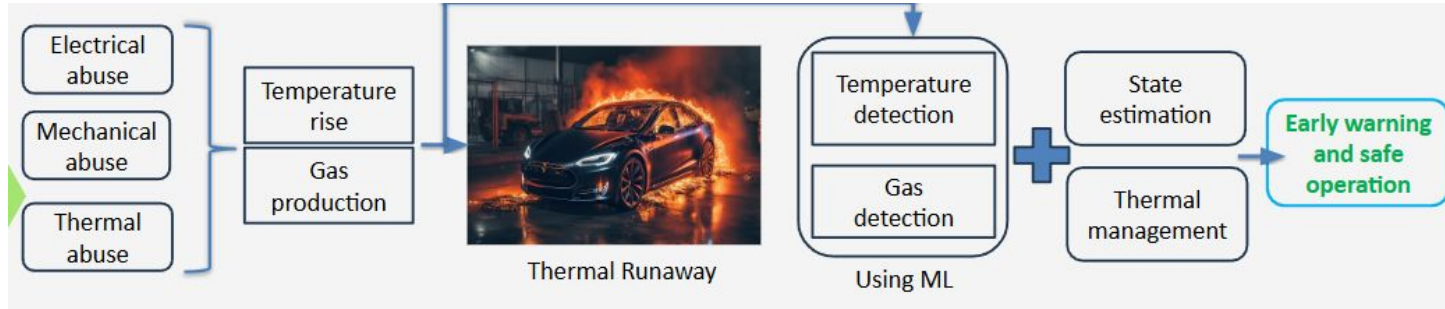 Electrical
abuse
Mechanical
abuse
Thermal
abuse
Temperature
rise
Gas
production
Thermal Runaway
Temperature
detection
Gas
detection
Using ML
State
estimation
Thermal
management
Early warning
and safe
operation